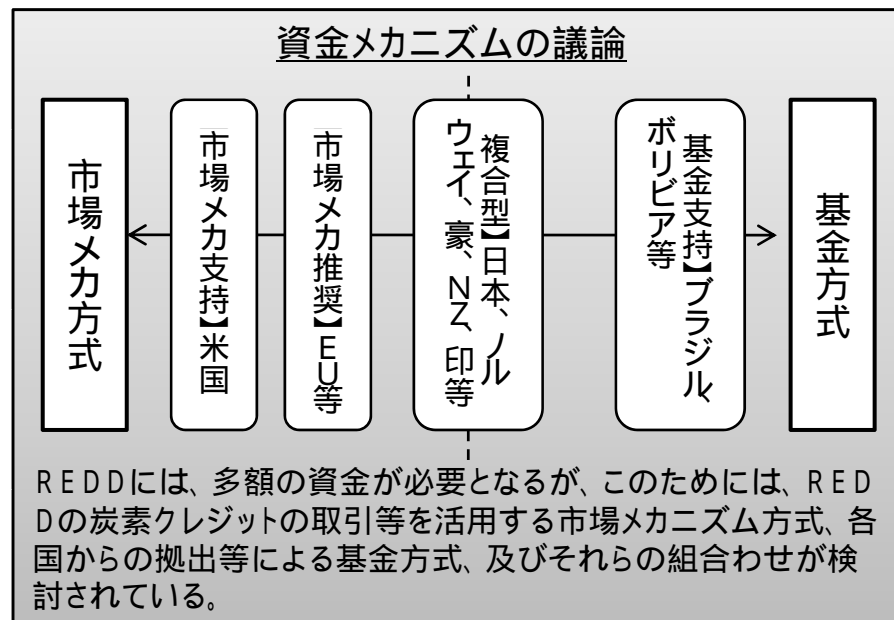 資金メカニズムの議論
市場メカ方式
市場メカ支持】米国
市場メカ推奨】EU等
複合型】日本、ノル
ウェイ、豪、NZ、印等
基金支持】ブラジル、
ボリビア等
基金方式
REDDには、多額の資金が必要となるが、このためには、RED
Dの炭素クレジットの取引等を活用する市場メカニズム方式、各
国からの拠出等による基金方式、及びそれらの組合わせが検
討されている。